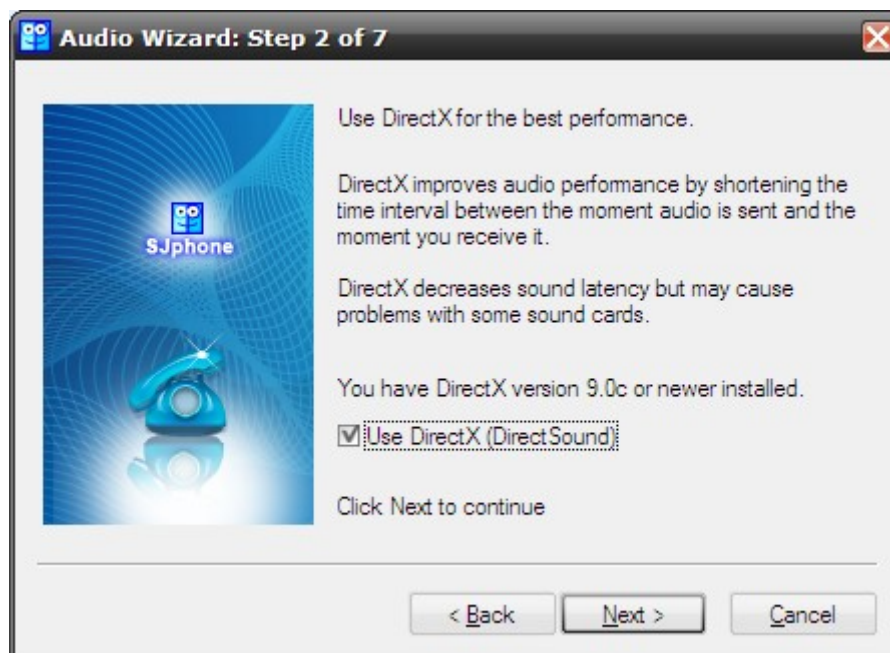 Audio Wizard: Step 2 of 7
SJphone
Use DirectX for the best performance.
DirectX improves audio performance by shortening the
time interval between the moment audio is sent and the
moment you receive it.
DirectX decreases sound latency but may cause
problems with some sound cards.
You have DirectX version 9.0c or newer installed.
Use DirectX (DirectSound)
Click Next to continue
< Back Next > Cancel